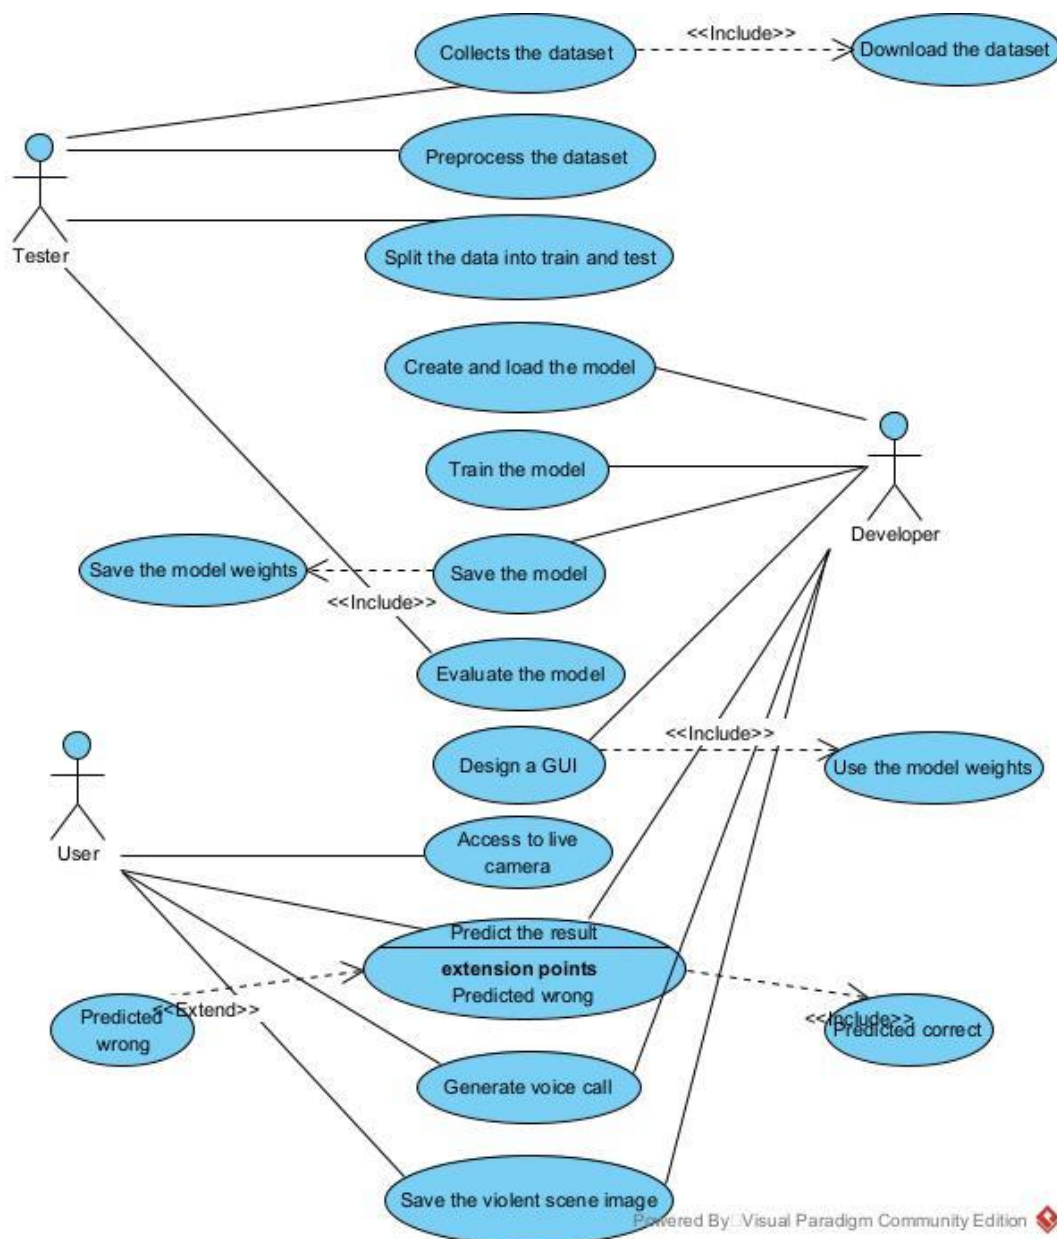 Collects the dataset
<<Include>>
Download the dataset
Preprocess the dataset
Tester
Split the data into train and test
Create and load the model
Train the model
Developer
Save the model weights
<<Include>>
Save the model
Evaluate the model
<<Include>>
Design a GUI
Use the model weights
User
Access to live
camera
Predict the result
extension points
Predicted wrong
<<Extend>>
Predicted
wrong
<<Include>>
Predicted correct
Generate voice call
Save the violent scene image
Powered By Visual Paradigm Community Edition